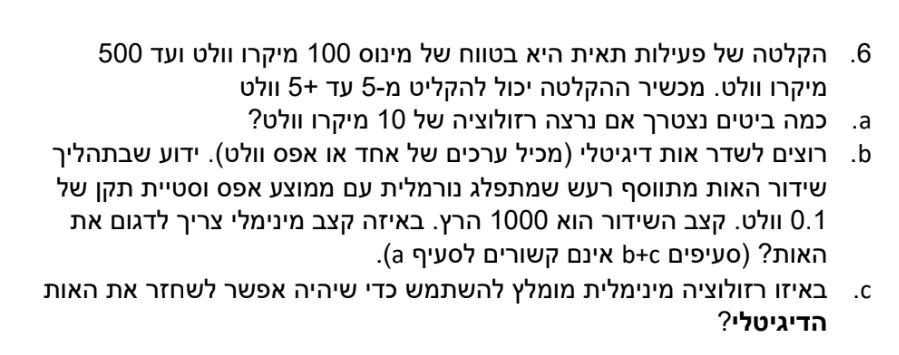 6. הקלטה של פעילות תאית היא בטווח של מינוס 100 מיקרו וולט ועד 500
מיקרו וולט. מכשיר ההקלטה יכול להקליט מ-5 עד +5 וולט
a. כמה ביטים נצטרך אם נרצה רזולוציה של 10 מיקרו וולט?
b. רוצים לשדר אות דיגיטלי (מכיל ערכים של אחד או אפס וולט). ידוע שבתהליך
שידור האות מתווסף רעש שמתפלג נורמלית עם ממוצע אפס וסטיית תקן של
0.1 וולט. קצב השידור הוא 1000 הרץ. באיזה קצב מינימלי צריך לדגום את
האות? (סעיפים b+c אינם קשורים לסעיף a).
c. באיזו רזולוציה מינימלית מומלץ להשתמש כדי שיהיה אפשר לשחזר את האות
הדיגיטלי?